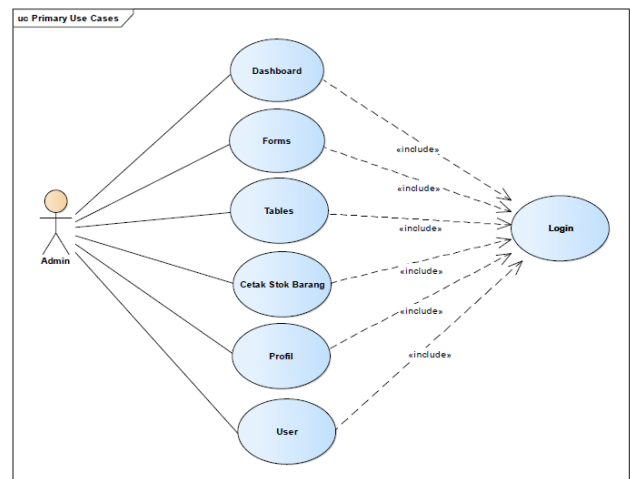 uc Primary Use Cases
Dashboard
«include»
Forms
«include»
Tables
«include»
Login
Admin
Cetak Stok Barang
«include»
«include»
Profil
«include»
User